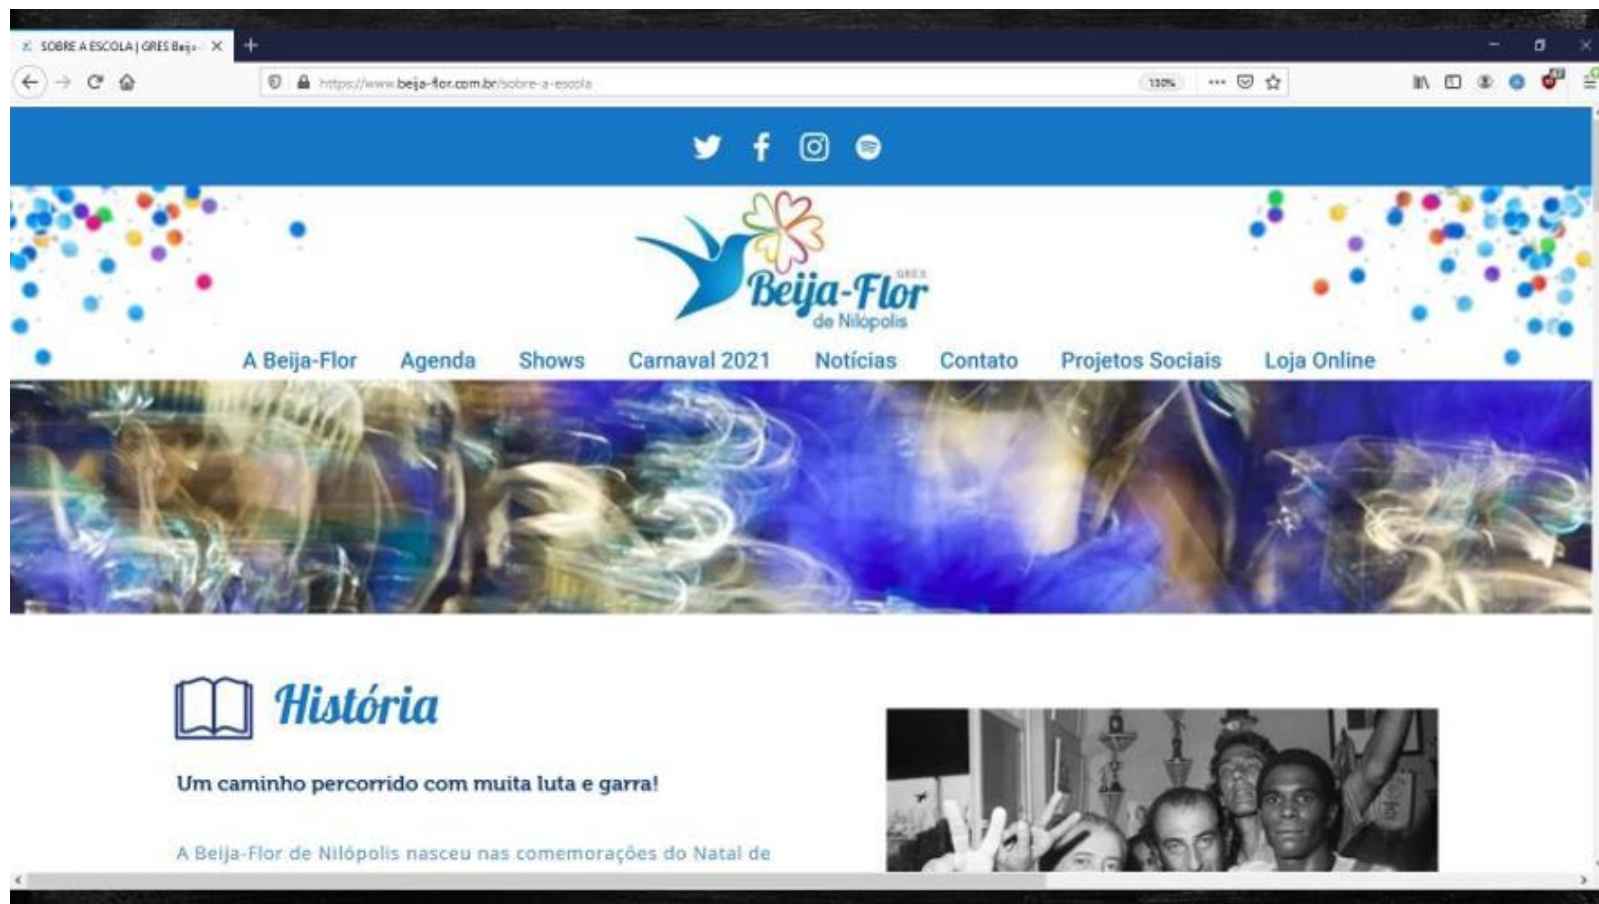 SOBRE A ESCOLA | GRES Beija-
https://www.beija-flor.com.br/sobre-a-escola
130%
GRES
Beija-Flor
de Nilópolis
A Beija-Flor Agenda Shows Carnaval 2021 Notícias Contato Projetos Sociais Loja Online
História
Um caminho percorrido com muita luta e garra!
A Beija-Flor de Nilópolis nasceu nas comemorações do Natal de